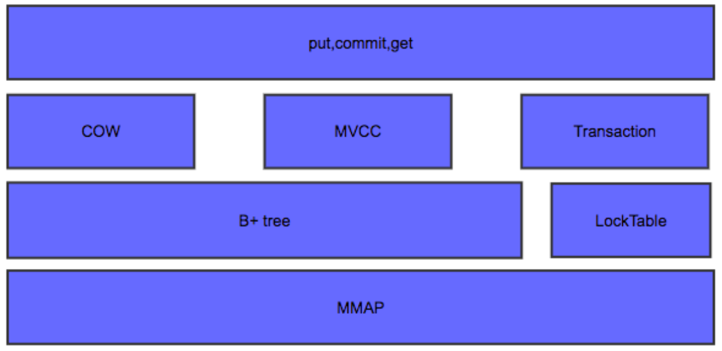 put,commit,get
COW
MVCC
Transaction
B+ tree
LockTable
MMAP